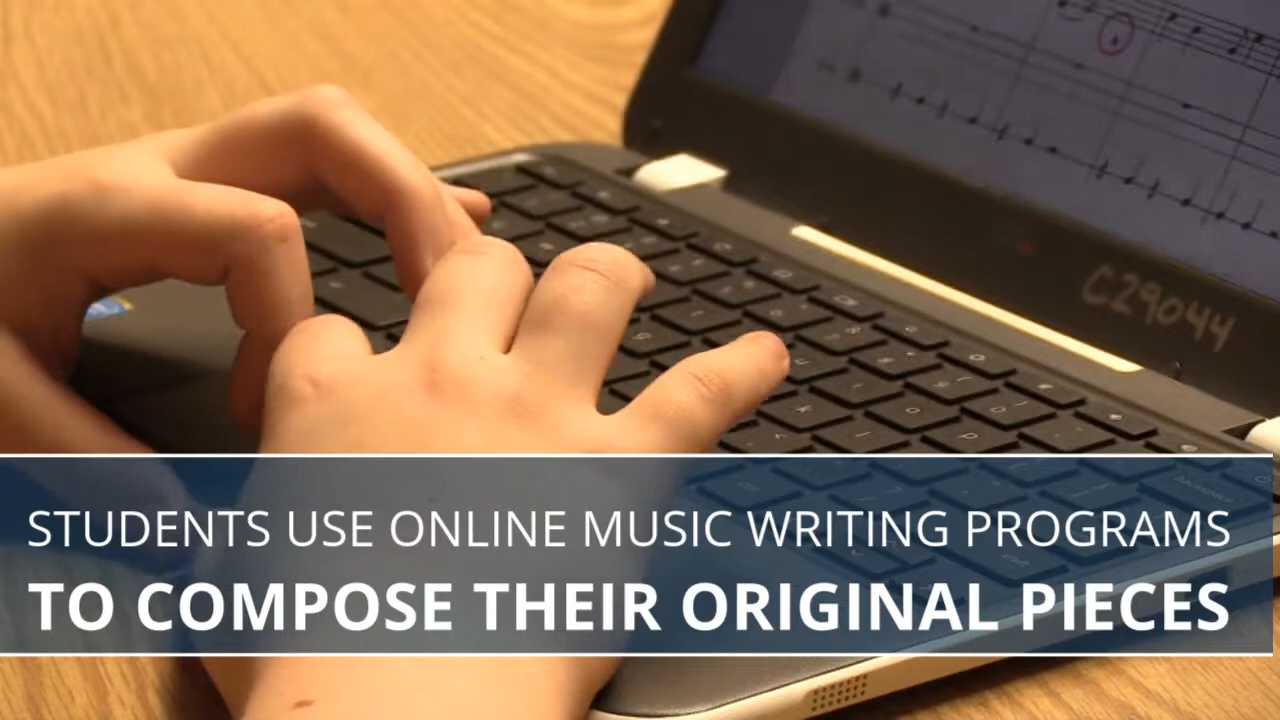 C29044
STUDENTS USE ONLINE MUSIC WRITING PROGRAMS
TO COMPOSE THEIR ORIGINAL PIECES